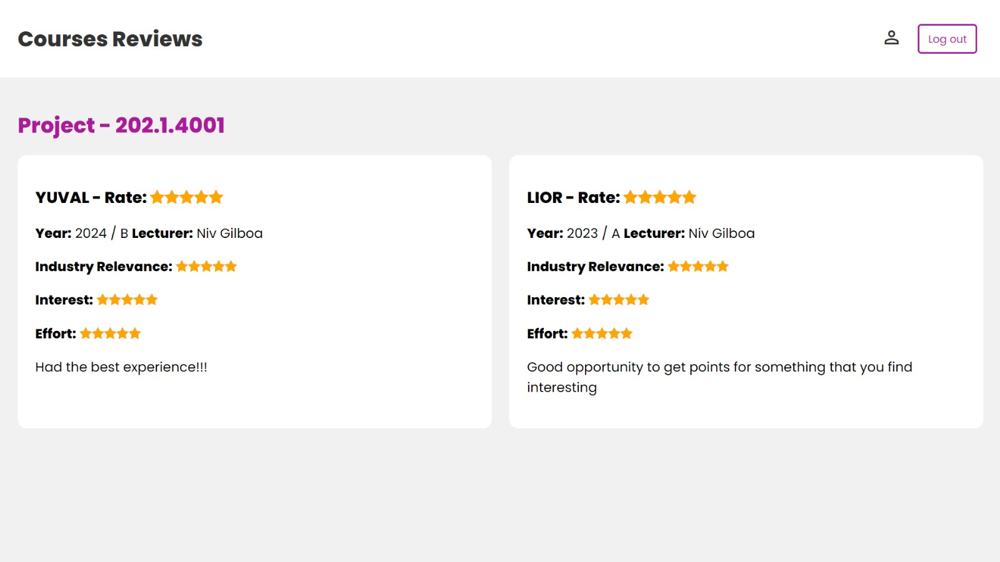 Courses Reviews
Log out
Project - 202.1.4001
YUVAL - Rate:
Year: 2024 / B Lecturer: Niv Gilboa
Industry Relevance:
Interest:
Effort:
Had the best experience!!!
LIOR - Rate:
Year: 2023 / A Lecturer: Niv Gilboa
Industry Relevance:
Interest:
Effort:
Good opportunity to get points for something that you find
interesting